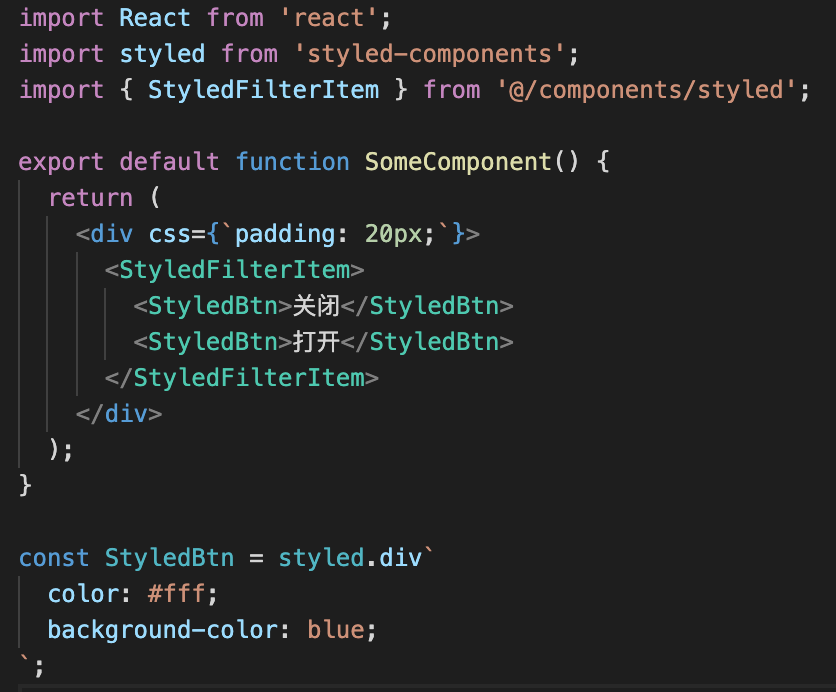 import React from 'react';
import styled from 'styled-components';
import { StyledFilterItem } from '@/components/styled';

export default function SomeComponent() {
  return (
    <div css={`padding: 20px;`}>
      <StyledFilterItem>
        <StyledBtn>关闭</StyledBtn>
        <StyledBtn>打开</StyledBtn>
      </StyledFilterItem>
    </div>
  );
}

const StyledBtn = styled.div`
  color: #fff;
  background-color: blue;
`;